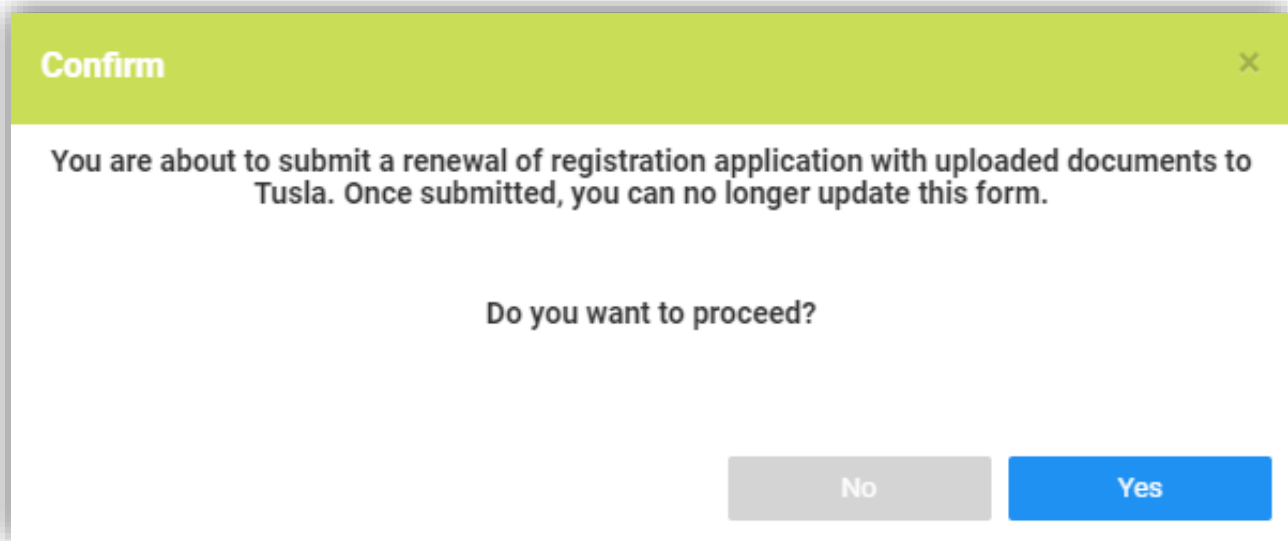 Confirm ×
You are about to submit a renewal of registration application with uploaded documents to
Tusla. Once submitted, you can no longer update this form.
Do you want to proceed?
No Yes